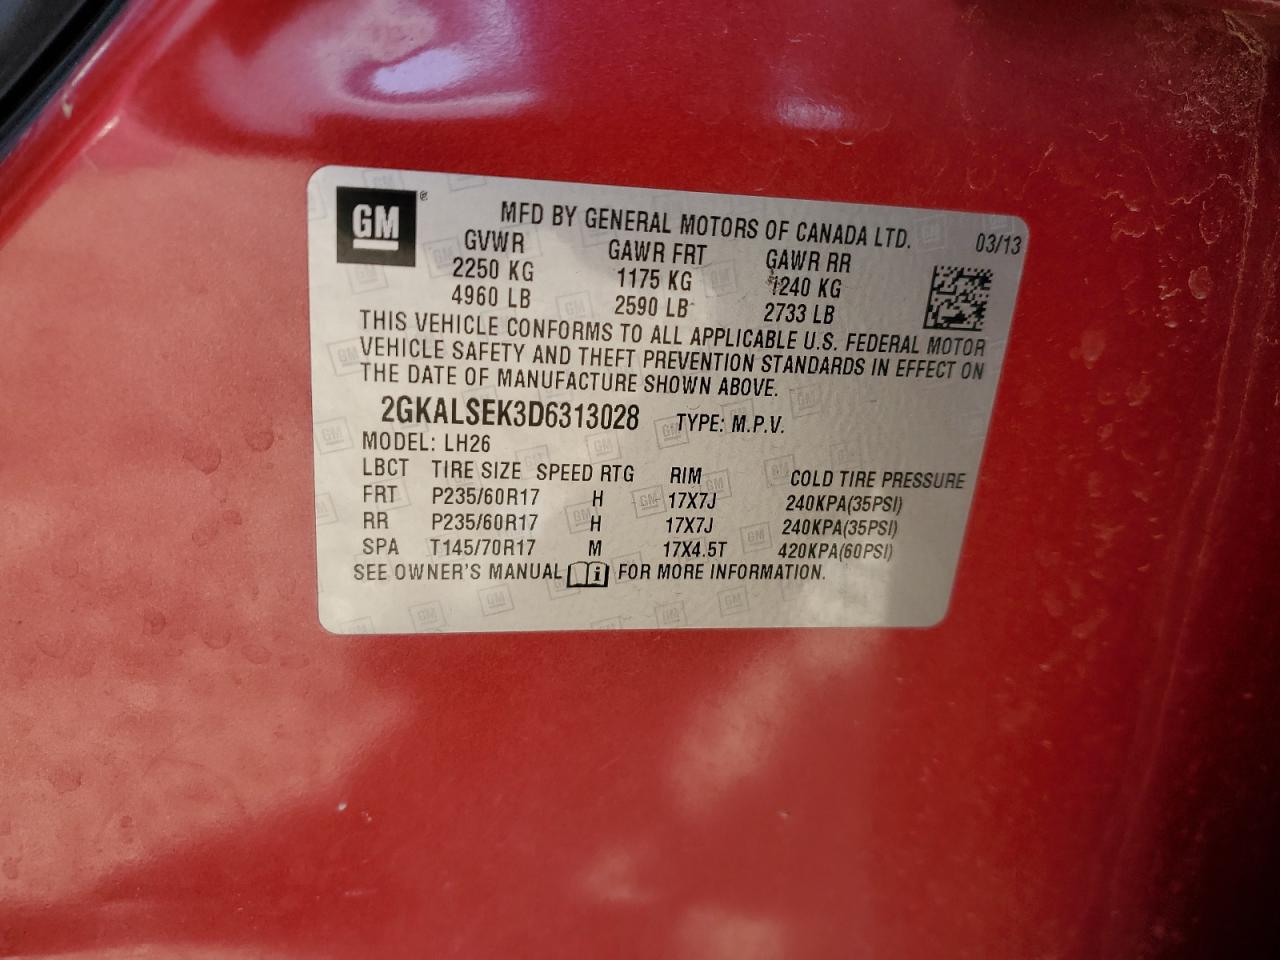 GM ®
MFD BY GENERAL MOTORS OF CANADA LTD. 03/13
GVWR GAWR FRT GAWR RR
2250 KG 1175 KG 1240 KG
4960 LB 2590 LB 2733 LB
THIS VEHICLE CONFORMS TO ALL APPLICABLE U.S. FEDERAL MOTOR
VEHICLE SAFETY AND THEFT PREVENTION STANDARDS IN EFFECT ON
THE DATE OF MANUFACTURE SHOWN ABOVE.
2GKALSEK3D6313028 TYPE: M.P.V.
MODEL: LH26
LBCT TIRE SIZE SPEED RTG RIM COLD TIRE PRESSURE
FRT P235/60R17 H 17X7J 240KPA(35PSI)
RR P235/60R17 H 17X7J 240KPA(35PSI)
SPA T145/70R17 M 17X4.5T 420KPA(60PSI)
SEE OWNER'S MANUAL i FOR MORE INFORMATION.